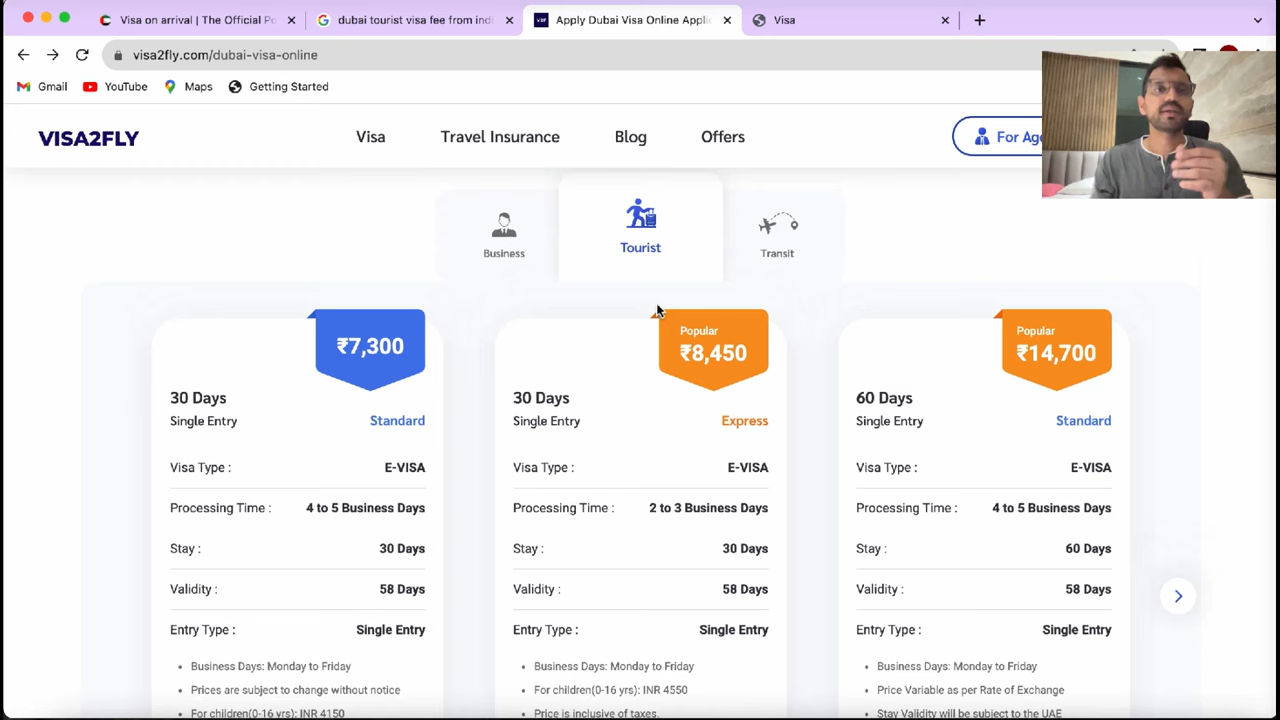 Visa on arrival | The Official Po
dubai tourist visa fee from indi
Apply Dubai Visa Online Applic
Visa
visa2fly.com/dubai-visa-online
Gmail
YouTube
Maps
Getting Started
VISA2FLY
Visa
Travel Insurance
Blog
Offers
For Age
Business
Tourist
Transit
₹7,300
30 Days
Single Entry
Standard
Visa Type :
E-VISA
Processing Time :
4 to 5 Business Days
Stay :
30 Days
Validity :
58 Days
Entry Type :
Single Entry
• Business Days: Monday to Friday
• Prices are subject to change without notice
• For children(0-16 yrs): INR 4150
Popular
₹8,450
30 Days
Single Entry
Express
Visa Type :
E-VISA
Processing Time :
2 to 3 Business Days
Stay :
30 Days
Validity :
58 Days
Entry Type :
Single Entry
• Business Days: Monday to Friday
• For children(0-16 yrs): INR 4550
• Price is inclusive of taxes.
Popular
₹14,700
60 Days
Single Entry
Standard
Visa Type :
E-VISA
Processing Time :
4 to 5 Business Days
Stay :
60 Days
Validity :
58 Days
Entry Type :
Single Entry
• Business Days: Monday to Friday
• Price Variable as per Rate of Exchange
• Stay Validity will be subject to the UAE